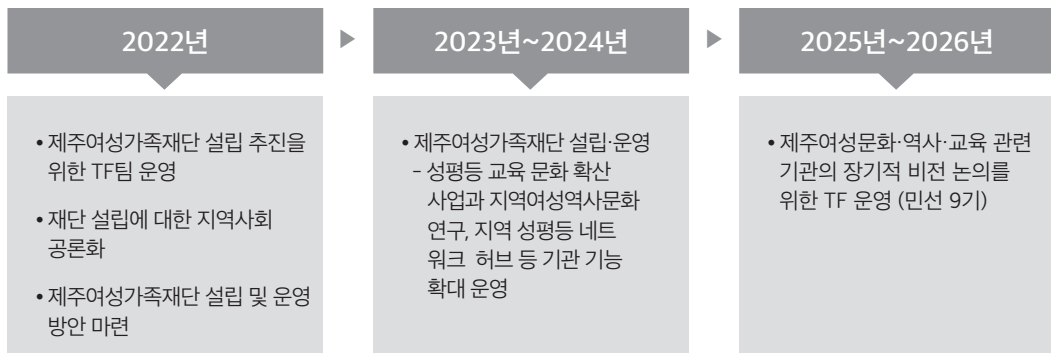 2022년
• 제주여성가족재단 설립 추진을
위한 TF팀 운영
• 재단 설립에 대한 지역사회
공론화
• 제주여성가족재단 설립 및 운영
방안 마련
2023년~2024년
• 제주여성가족재단 설립·운영
- 성평등 교육 문화 확산
사업과 지역여성역사문화
연구, 지역 성평등 네트
워크 허브 등 기관 기능
확대 운영
2025년~2026년
• 제주여성문화·역사·교육 관련
기관의 장기적 비전 논의를
위한 TF 운영 (민선 9기)